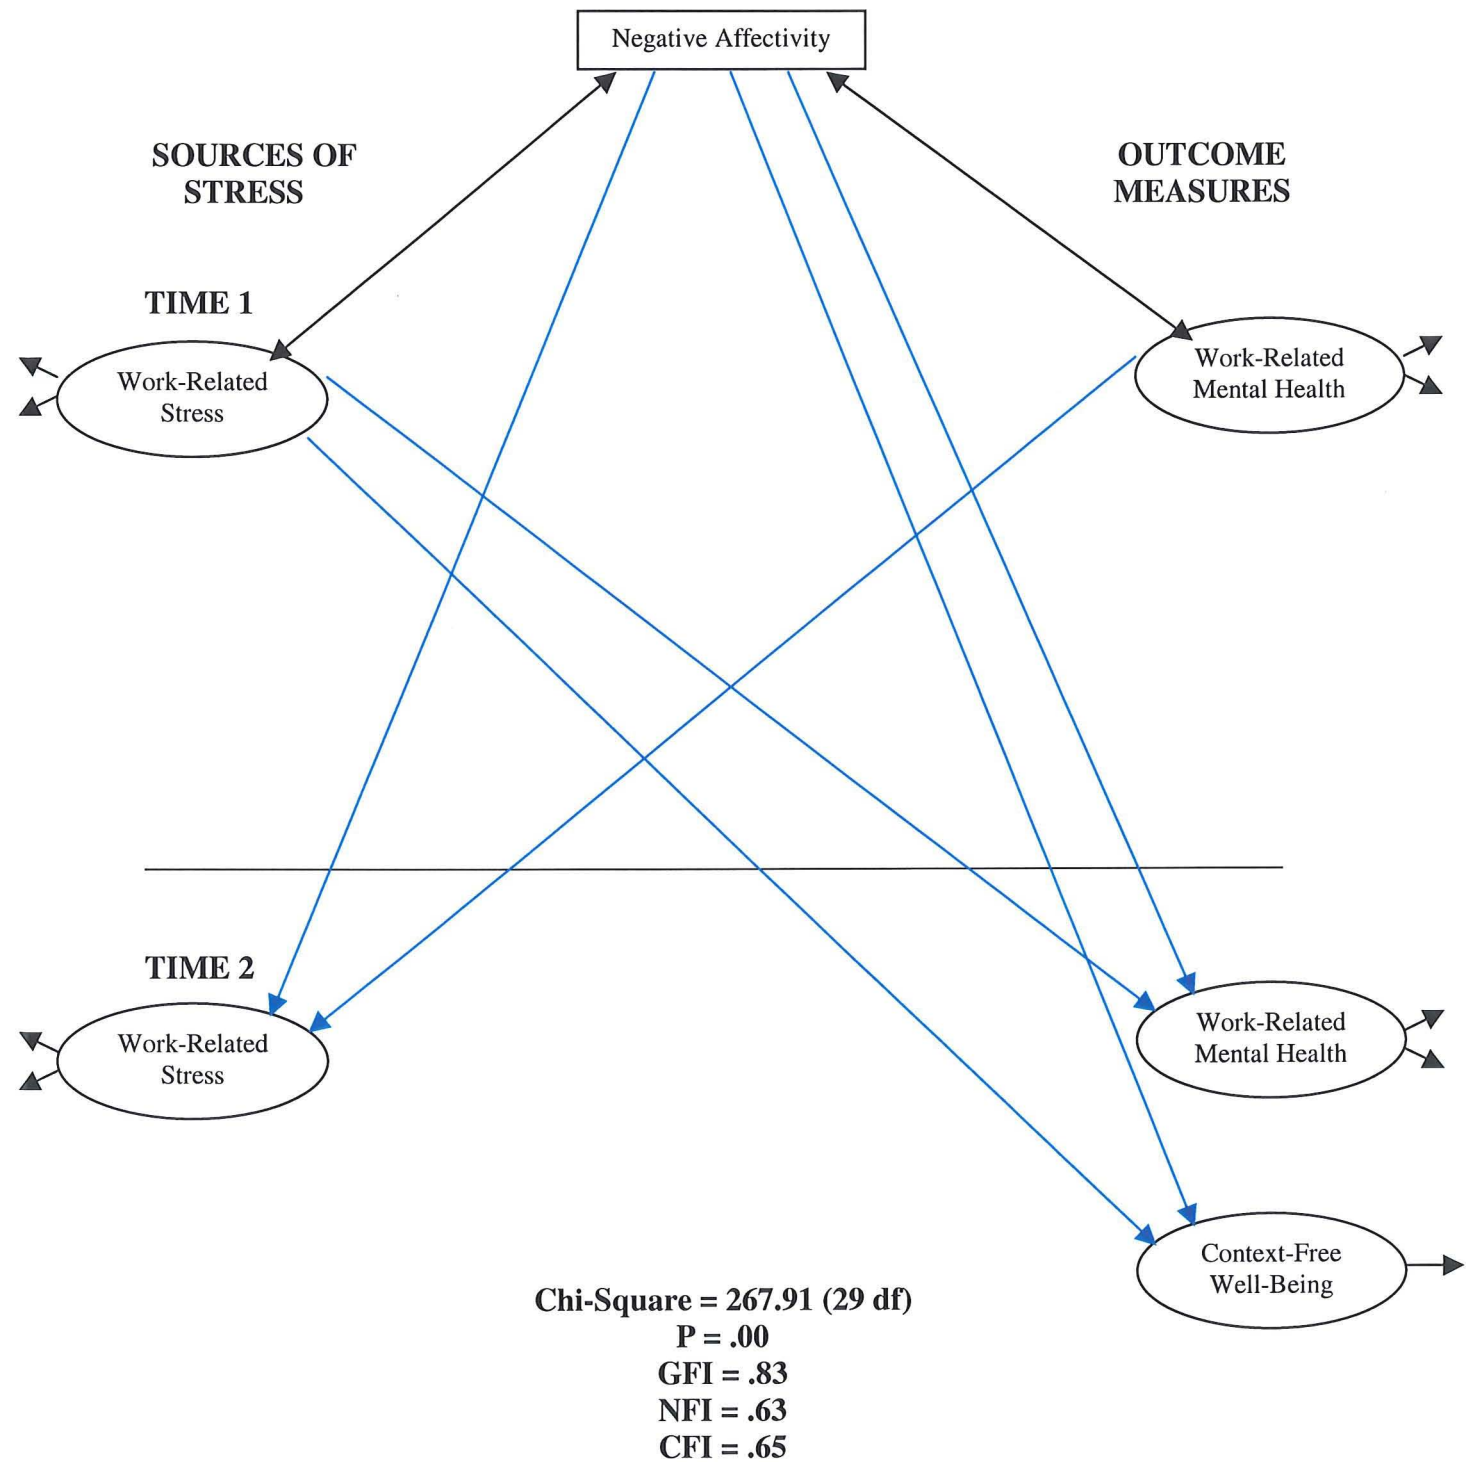 Negative Affectivity
SOURCES OF
STRESS
OUTCOME
MEASURES
TIME 1
Work-Related
Stress
Work-Related
Mental Health
TIME 2
Work-Related
Stress
Work-Related
Mental Health
Context-Free
Well-Being
Chi-Square = 267.91 (29 df)
P = .00
GFI = .83
NFI = .63
CFI = .65